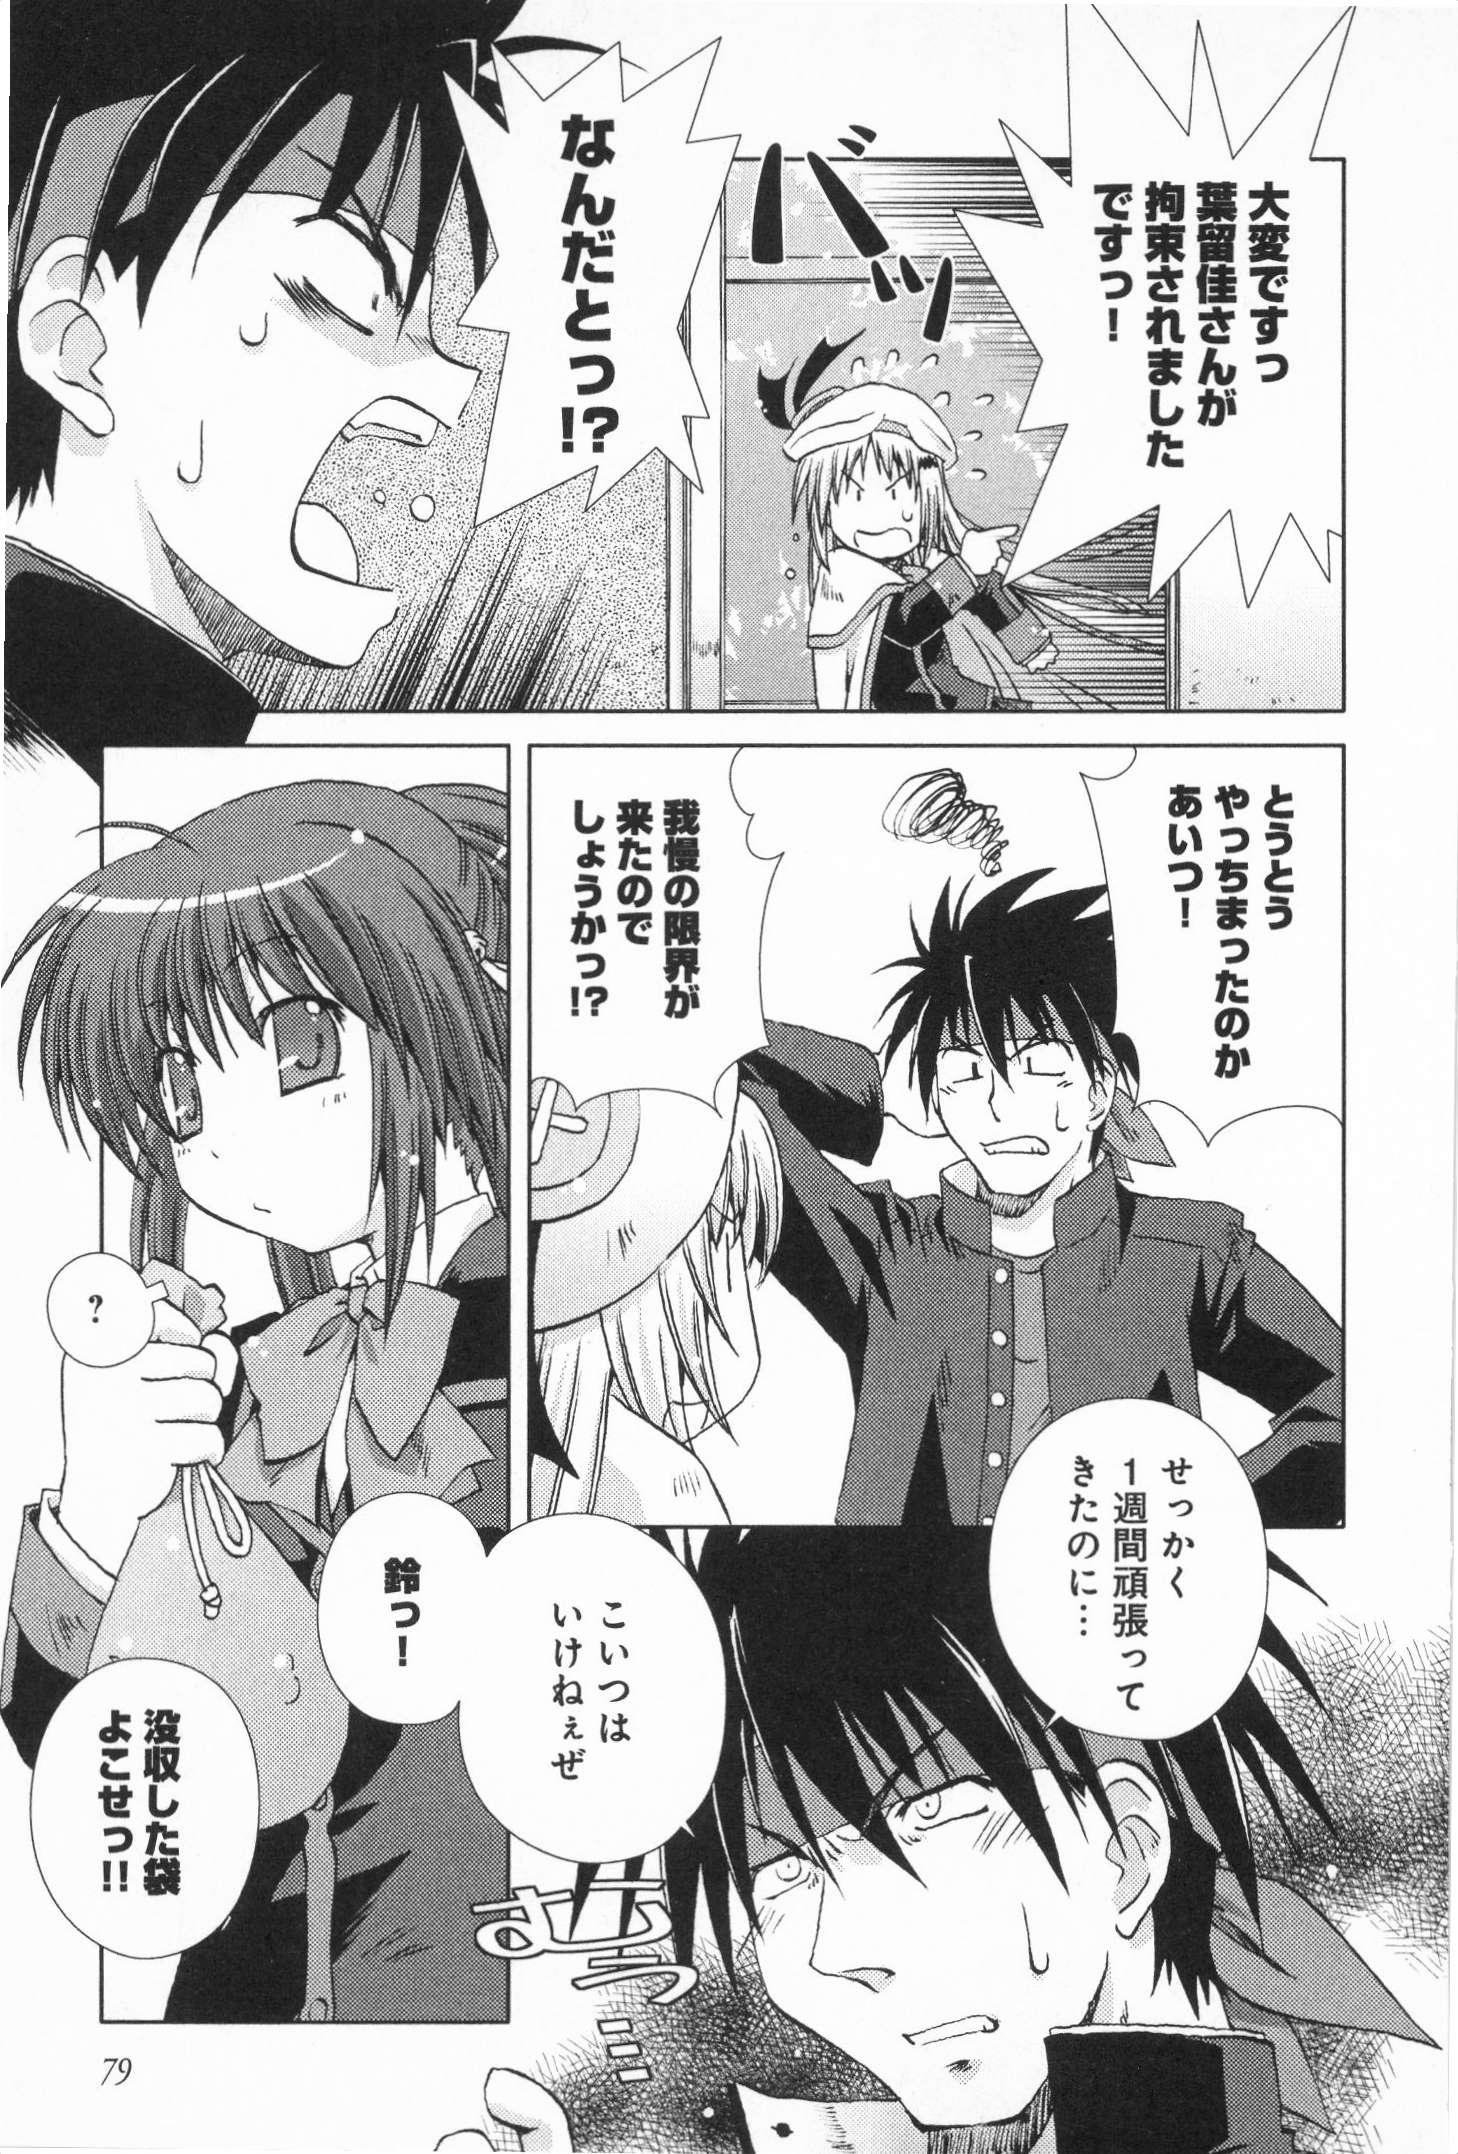 大変ですっ
葉留佳さんが
拘束されました
ですっ！
バンッ
なんだとっ!?
とうとう
やっちまったのか
あいつ！
我慢の限界が
来たので
しょうかっ!?
せっかく
1週間頑張って
きたのに…
こいつは
いけねぇぜ
鈴っ！
?
没収した袋
よこせっ!!
79